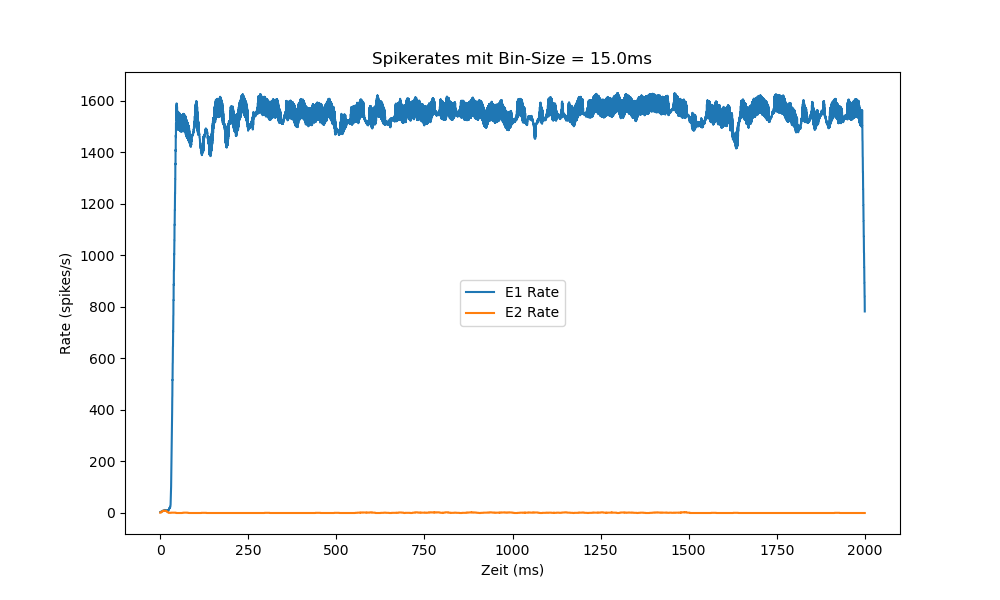 Spikerates mit Bin-Size = 15.0ms
Rate (spikes/s)
1600
1400
1200
1000
800
600
400
200
0
E1 Rate
E2 Rate
0 250 500 750 1000 1250 1500 1750 2000
Zeit (ms)